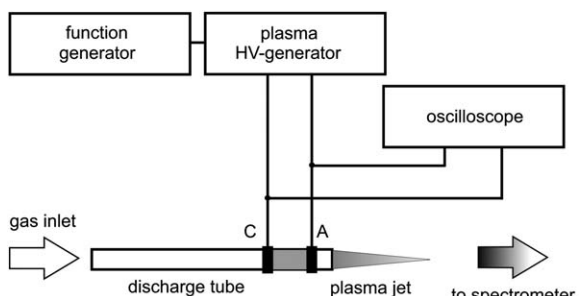 function
generator
plasma
HV-generator
oscilloscope
gas inlet
C
A
discharge tube
plasma jet
to spectrometer